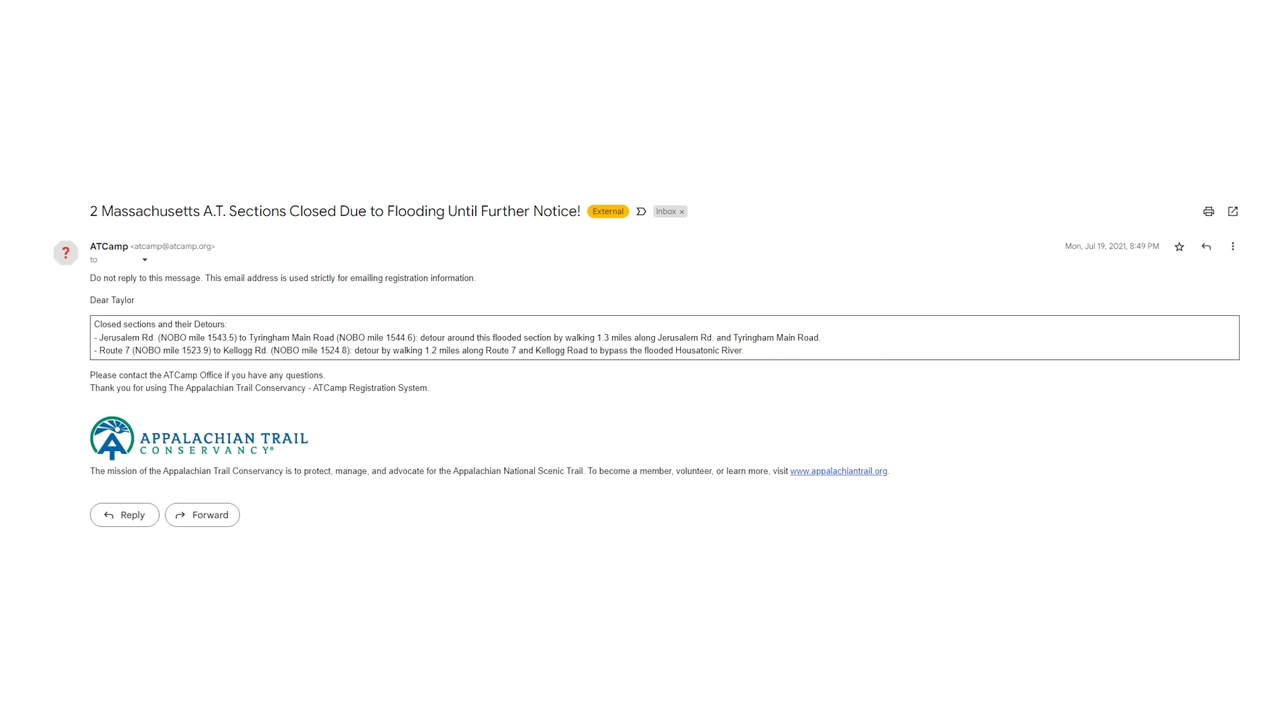 2 Massachusetts A.T. Sections Closed Due to Flooding Until Further Notice! External Inbox x
?
ATCamp <atcamp@atcamp.org> Mon, Jul 19, 2021, 8:49 PM
to
Do not reply to this message. This email address is used strictly for emailing registration information.
Dear Taylor
Closed sections and their Detours:
- Jerusalem Rd. (NOBO mile 1543.5) to Tyringham Main Road (NOBO mile 1544.6): detour around this flooded section by walking 1.3 miles along Jerusalem Rd. and Tyringham Main Road.
- Route 7 (NOBO mile 1523.9) to Kellogg Rd. (NOBO mile 1524.8): detour by walking 1.2 miles along Route 7 and Kellogg Road to bypass the flooded Housatonic River.
Please contact the ATCamp Office if you have any questions.
Thank you for using The Appalachian Trail Conservancy - ATCamp Registration System.
APPALACHIAN TRAIL
CONSERVANCY®
The mission of the Appalachian Trail Conservancy is to protect, manage, and advocate for the Appalachian National Scenic Trail. To become a member, volunteer, or learn more, visit www.appalachiantrail.org.
Reply Forward